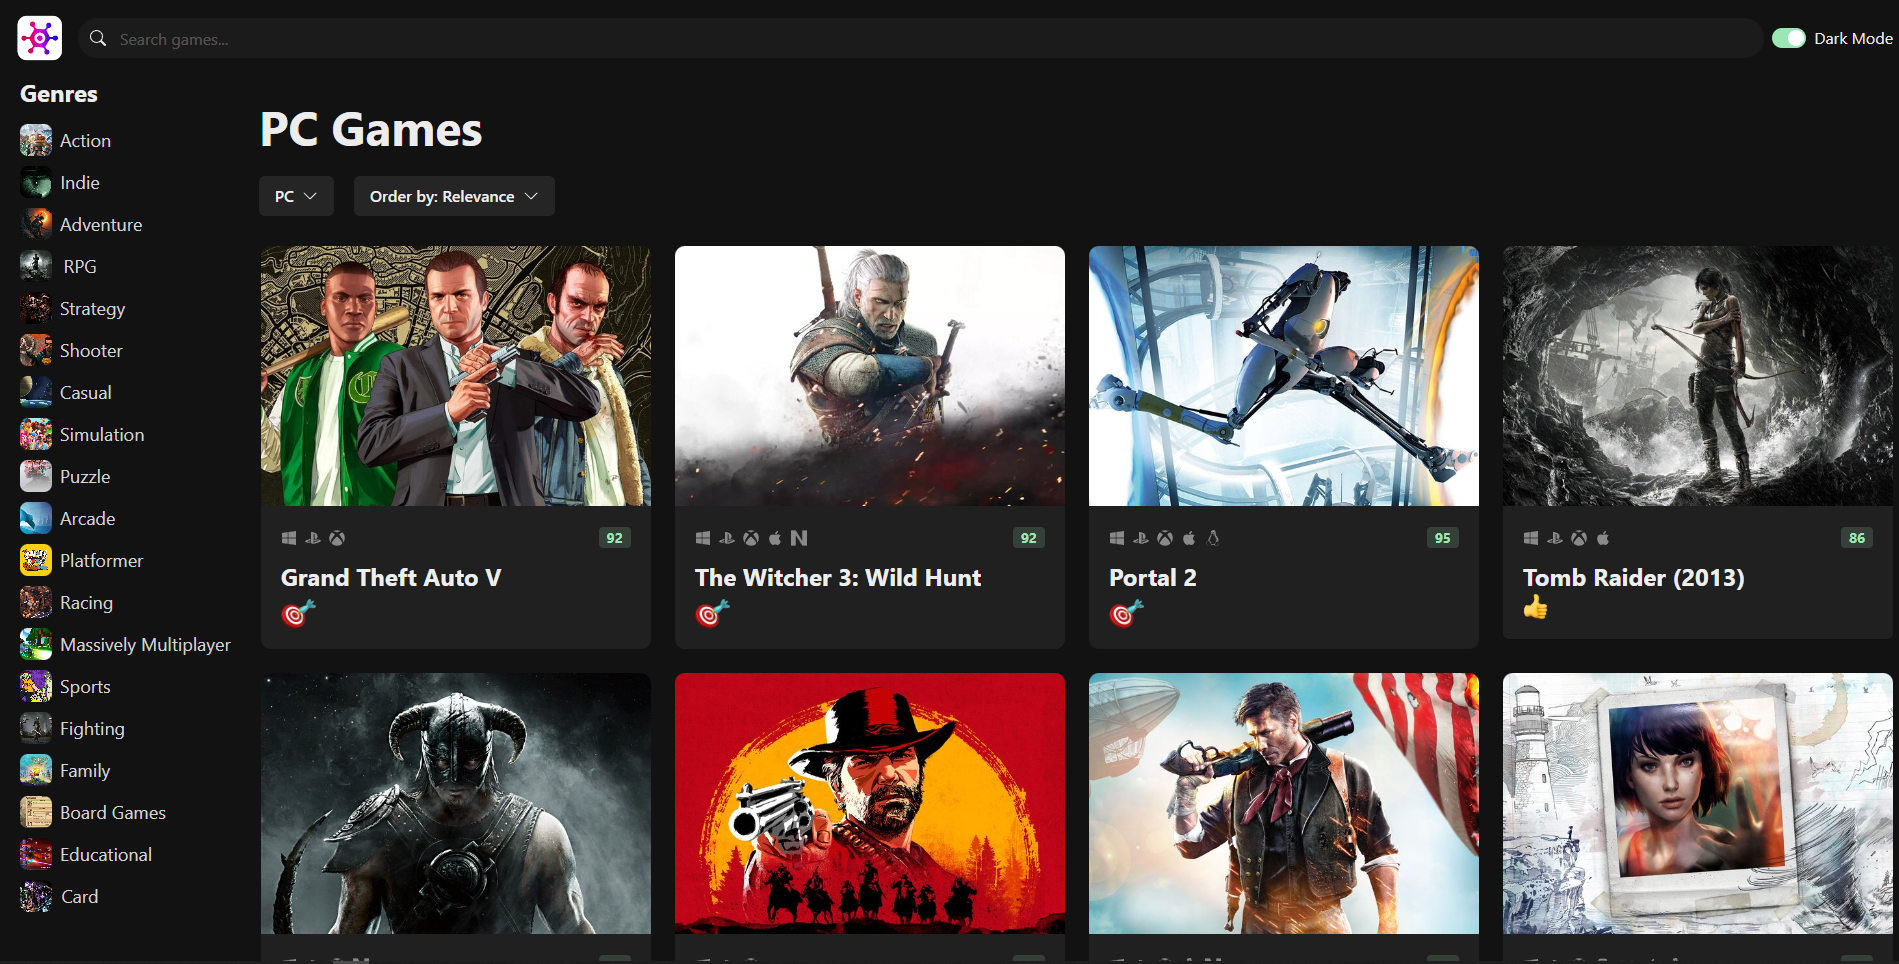 Search games...
Dark Mode
Genres
Action
Indie
Adventure
RPG
Strategy
Shooter
Casual
Simulation
Puzzle
Arcade
Platformer
Racing
Massively Multiplayer
Sports
Fighting
Family
Board Games
Educational
Card
PC Games
PC
Order by: Relevance
92
Grand Theft Auto V
92
The Witcher 3: Wild Hunt
95
Portal 2
86
Tomb Raider (2013)